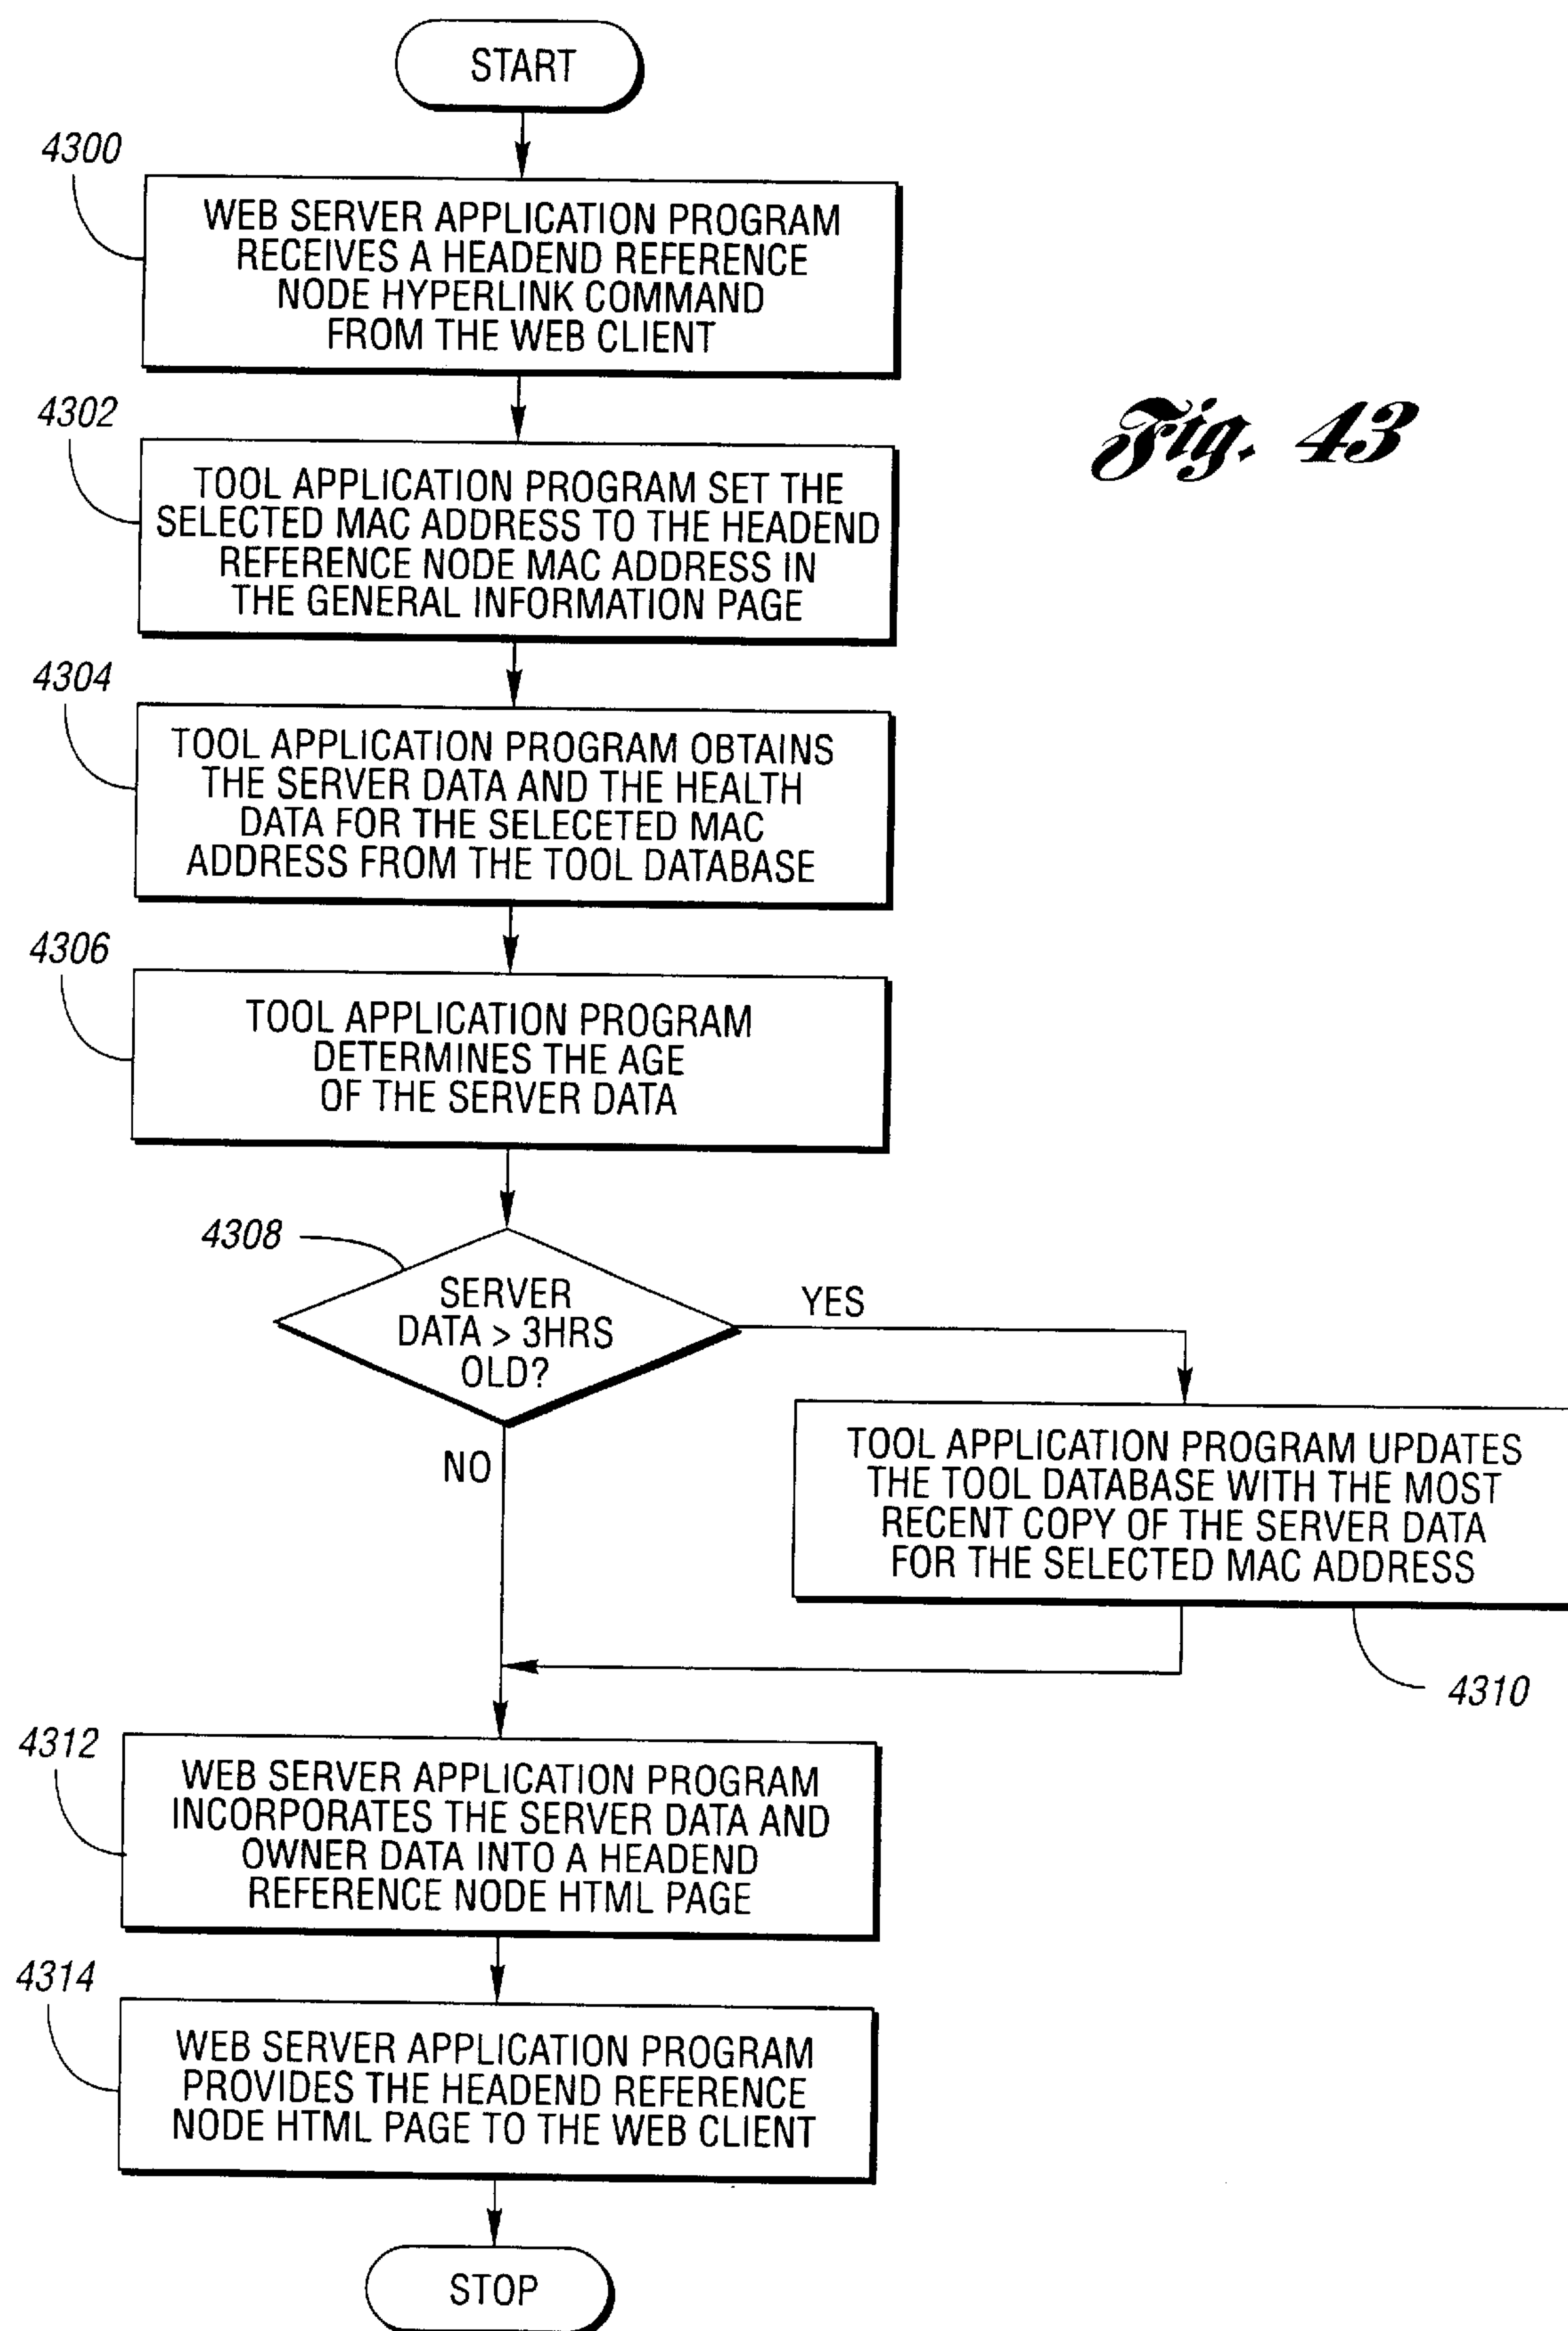 START
4300
WEB SERVER APPLICATION PROGRAM
RECEIVES A HEADEND REFERENCE
NODE HYPERLINK COMMAND
FROM THE WEB CLIENT
Fig. 43
4302
TOOL APPLICATION PROGRAM SET THE
SELECTED MAC ADDRESS TO THE HEADEND
REFERENCE NODE MAC ADDRESS IN
THE GENERAL INFORMATION PAGE
4304
TOOL APPLICATION PROGRAM OBTAINS
THE SERVER DATA AND THE HEALTH
DATA FOR THE SELECETED MAC
ADDRESS FROM THE TOOL DATABASE
4306
TOOL APPLICATION PROGRAM
DETERMINES THE AGE
OF THE SERVER DATA
4308
SERVER
DATA > 3HRS
OLD?
YES
NO
TOOL APPLICATION PROGRAM UPDATES
THE TOOL DATABASE WITH THE MOST
RECENT COPY OF THE SERVER DATA
FOR THE SELECTED MAC ADDRESS
4310
4312
WEB SERVER APPLICATION PROGRAM
INCORPORATES THE SERVER DATA AND
OWNER DATA INTO A HEADEND
REFERENCE NODE HTML PAGE
4314
WEB SERVER APPLICATION PROGRAM
PROVIDES THE HEADEND REFERENCE
NODE HTML PAGE TO THE WEB CLIENT
STOP